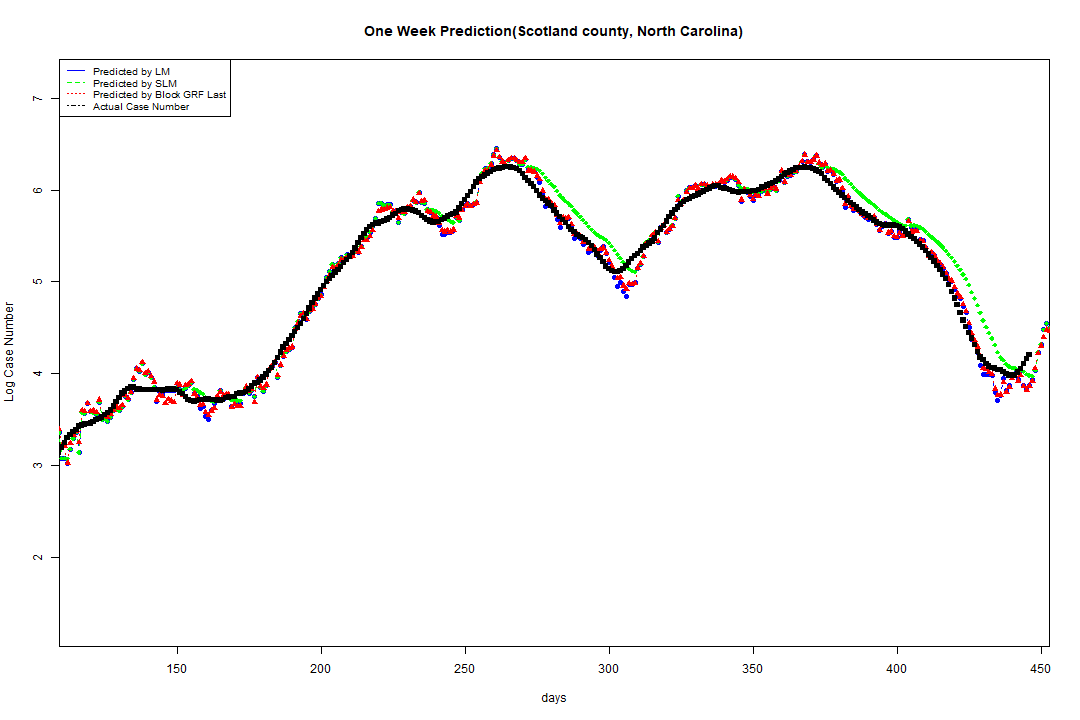 One Week Prediction(Scotland county, North Carolina)
Predicted by LM
Predicted by SLM
Predicted by Block GRF Last
Actual Case Number
7
6
5
4
3
2
Log Case Number
150 200 250 300 350 400 450
days